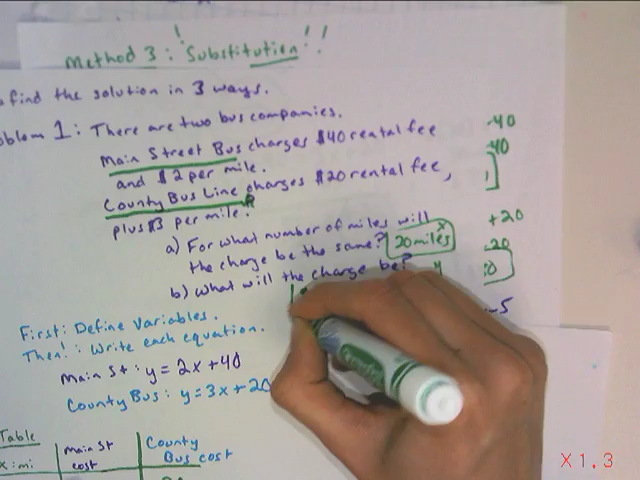 Method 3: Substitution!!
find the solution in 3 ways.
Problem 1: There are two bus companies.
Main Street Bus charges $40 rental fee
and $2 per mile.
County Bus Line charges $20 rental fee,
plus $3 per mile.
a) For what number of miles will
the charge be the same? 20 miles
x
b) What will the charge be? y
-40
-40
+20
-20
-5
First: Define Variables.
Then!: Write each equation.
Main St: y = 2x + 40
County Bus: y = 3x + 20
Table
x: mi
Main St
cost
County
Bus cost
X1.3